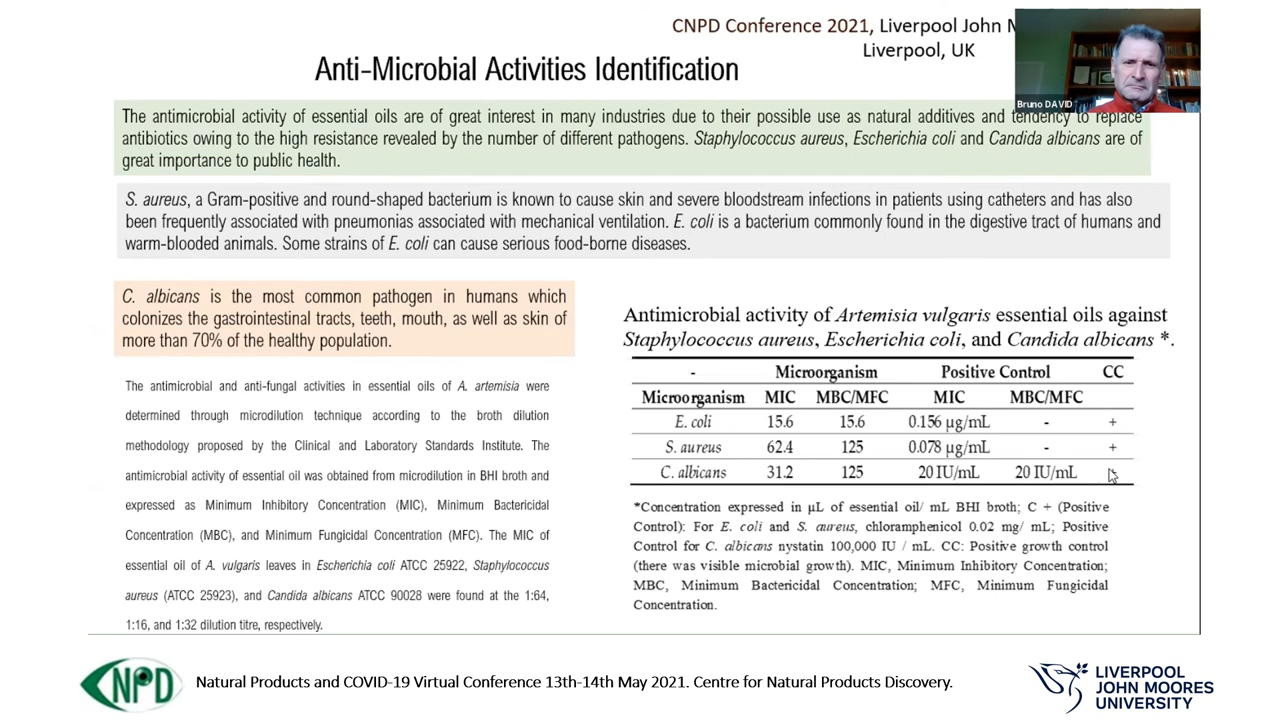 CNPD Conference 2021, Liverpool John
Liverpool, UK
Bruno DAVID
Anti-Microbial Activities Identification
The antimicrobial activity of essential oils are of great interest in many industries due to their possible use as natural additives and tendency to replace
antibiotics owing to the high resistance revealed by the number of different pathogens. Staphylococcus aureus, Escherichia coli and Candida albicans are of
great importance to public health.
S. aureus, a Gram-positive and round-shaped bacterium is known to cause skin and severe bloodstream infections in patients using catheters and has also
been frequently associated with pneumonias associated with mechanical ventilation. E. coli is a bacterium commonly found in the digestive tract of humans and
warm-blooded animals. Some strains of E. coli can cause serious food-borne diseases.
C. albicans is the most common pathogen in humans which
colonizes the gastrointestinal tracts, teeth, mouth, as well as skin of
more than 70% of the healthy population.
The antimicrobial and anti-fungal activities in essential oils of A. artemisia were
determined through microdilution technique according to the broth dilution
methodology proposed by the Clinical and Laboratory Standards Institute. The
antimicrobial activity of essential oil was obtained from microdilution in BHI broth and
expressed as Minimum Inhibitory Concentration (MIC), Minimum Bactericidal
Concentration (MBC), and Minimum Fungicidal Concentration (MFC). The MIC of
essential oil of A. vulgaris leaves in Escherichia coli ATCC 25922, Staphylococcus
aureus (ATCC 25923), and Candida albicans ATCC 90028 were found at the 1:64,
1:16, and 1:32 dilution titre, respectively.
Antimicrobial activity of Artemisia vulgaris essential oils against
Staphylococcus aureus, Escherichia coli, and Candida albicans *.
- Microorganism Positive Control CC
Microorganism MIC MBC/MFC MIC MBC/MFC
E. coli 15.6 15.6 0.156 µg/mL - +
S. aureus 62.4 125 0.078 µg/mL - +
C. albicans 31.2 125 20 IU/mL 20 IU/mL
*Concentration expressed in µL of essential oil/ mL BHI broth; C + (Positive
Control): For E. coli and S. aureus, chloramphenicol 0.02 mg/ mL; Positive
Control for C. albicans nystatin 100,000 IU / mL. CC: Positive growth control
(there was visible microbial growth). MIC, Minimum Inhibitory Concentration;
MBC, Minimum Bactericidal Concentration; MFC, Minimum Fungicidal
Concentration.
CNPD
Natural Products and COVID-19 Virtual Conference 13th-14th May 2021. Centre for Natural Products Discovery.
LIVERPOOL
JOHN MOORES
UNIVERSITY